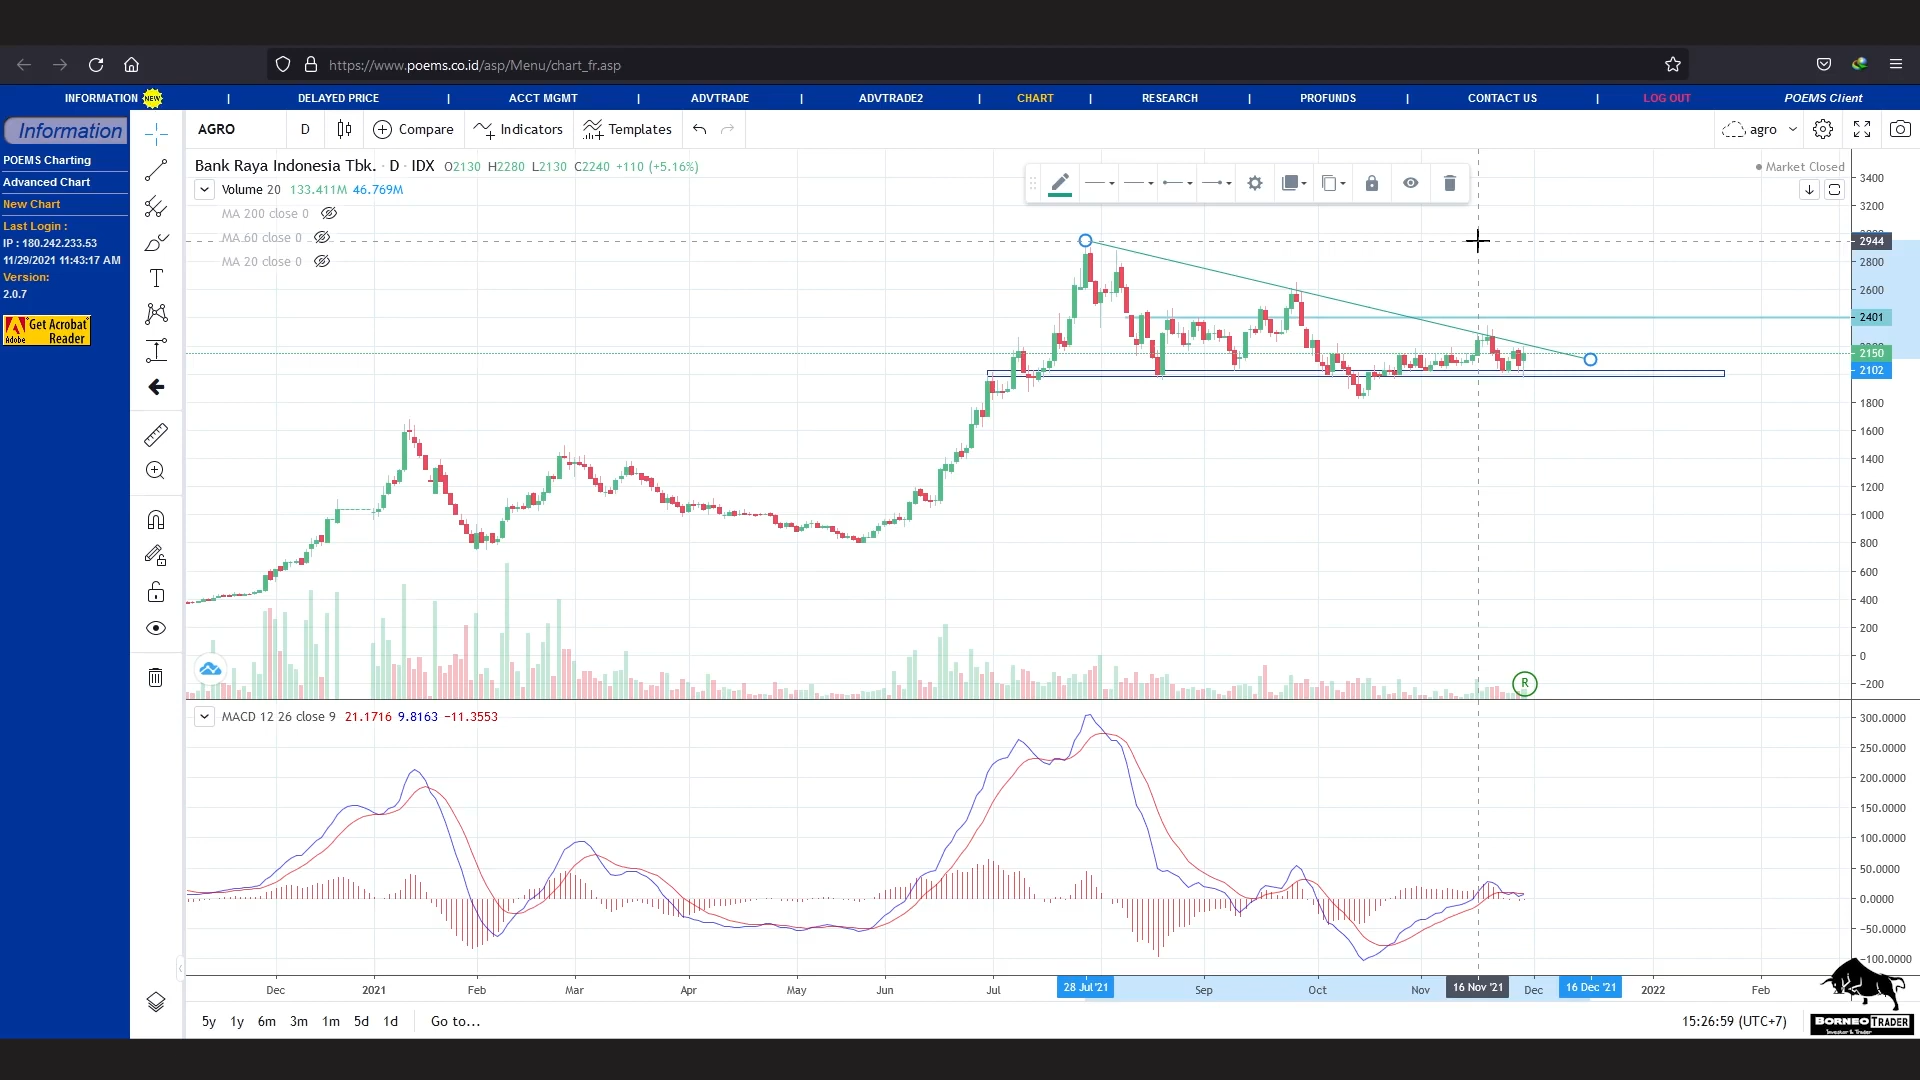 https://www.poems.co.id/asp/Menu/chart_fr.asp
INFORMATION NEW | DELAYED PRICE | ACCT MGMT | ADVTRADE | ADVTRADE2 | CHART | RESEARCH | PROFUNDS | CONTACT US | LOG OUT POEMS Client
Information
POEMS Charting
Advanced Chart
New Chart
Last Login :
IP : 180.242.233.53
11/29/2021 11:43:17 AM
Version:
2.0.7
Get Acrobat
Adobe Reader
AGRO D Compare Indicators Templates agro
Bank Raya Indonesia Tbk. · D · IDX O2130 H2280 L2130 C2240 +110 (+5.16%)
Market Closed
Volume 20 133.411M 46.769M
MA 200 close 0
MA 60 close 0
MA 20 close 0
3400
3200
2944
2800
2600
2401
2150
2102
1800
1600
1400
1200
1000
800
600
400
200
0
−200
R
MACD 12 26 close 9 21.1716 9.8163 −11.3553
300.0000
250.0000
200.0000
150.0000
100.0000
50.0000
0.0000
−50.0000
−100.0000
Dec 2021 Feb Mar Apr May Jun Jul 28 Jul '21 Sep Oct Nov 16 Nov '21 Dec 16 Dec '21 2022 Feb
5y 1y 6m 3m 1m 5d 1d Go to...
15:26:59 (UTC+7)
BORNEO TRADER
Investor & Trader